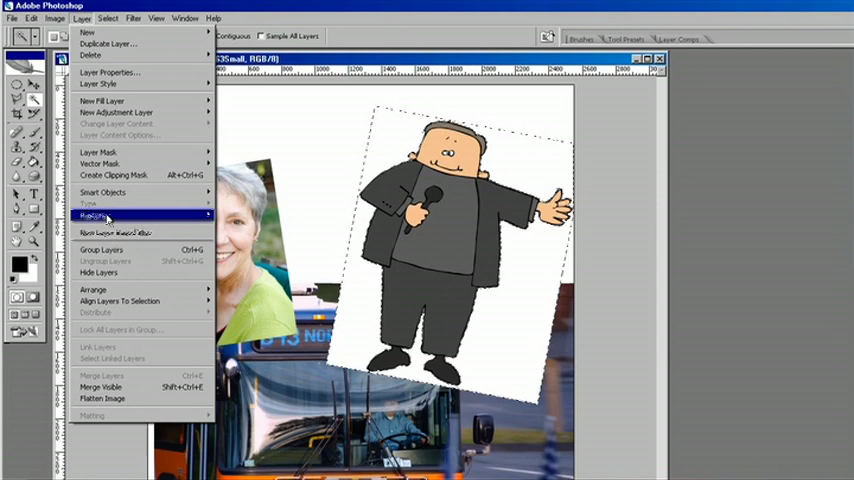 Adobe Photoshop
File Edit Image Layer Select Filter View Window Help
Contiguous Sample All Layers
Brushes Tool Presets Layer Comps
New
Duplicate Layer...
Delete
G3Small, RGB/8)
Layer Properties...
Layer Style
New Fill Layer
New Adjustment Layer
Change Layer Content
Layer Content Options...
Layer Mask
Vector Mask
Create Clipping Mask Alt+Ctrl+G
Smart Objects
Type
Group Layers Ctrl+G
Ungroup Layers Shift+Ctrl+G
Hide Layers
Arrange
Align Layers To Selection
Distribute
Lock All Layers in Group...
Link Layers
Select Linked Layers
Merge Layers Ctrl+E
Merge Visible Shift+Ctrl+E
Flatten Image
Matting